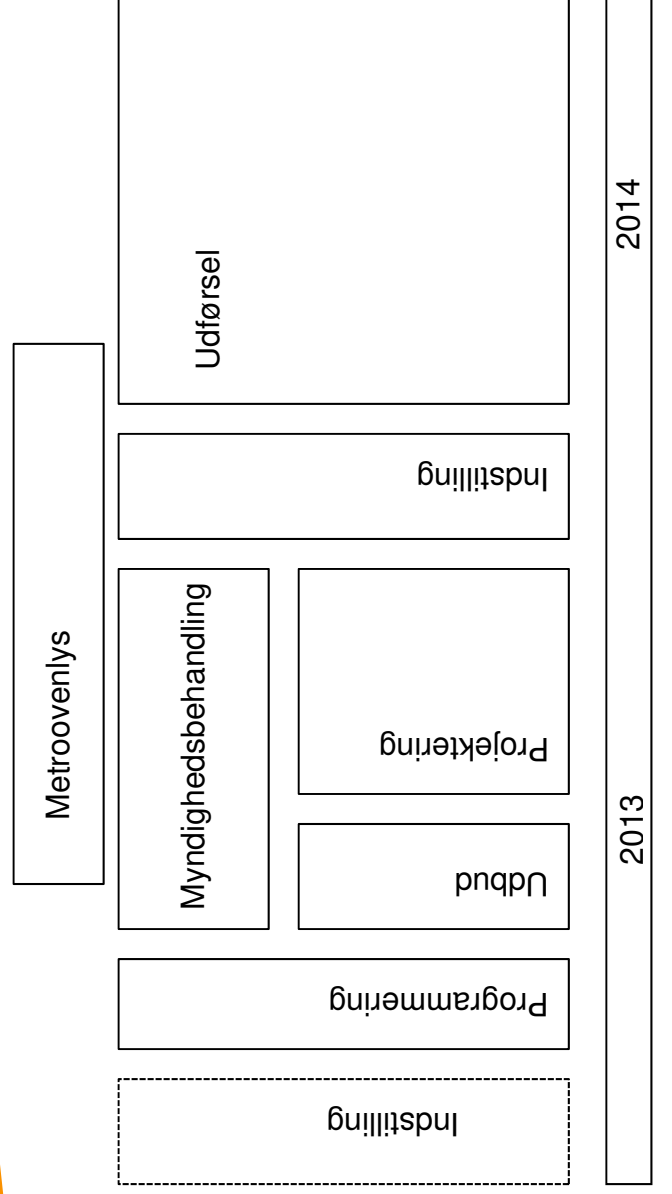 Metroovenlys
Indstilling
Programmering
Myndighedsbehandling
Udbud
Projektering
Indstilling
Udførsel
2013
2014